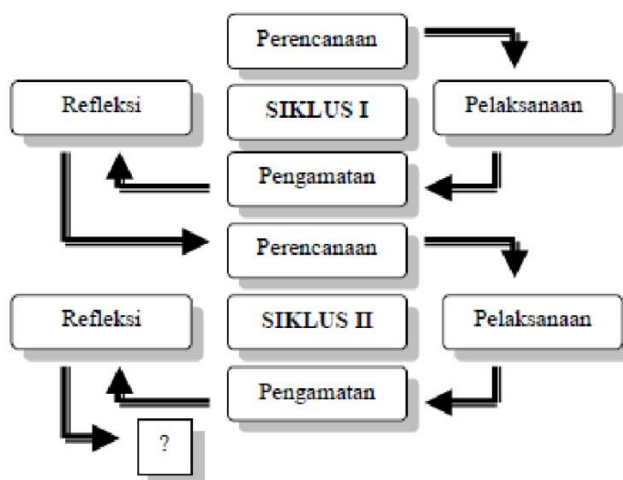 Perencanaan
Refleksi
SIKLUS I
Pelaksanaan
Pengamatan
Perencanaan
Refleksi
SIKLUS II
Pelaksanaan
Pengamatan
?